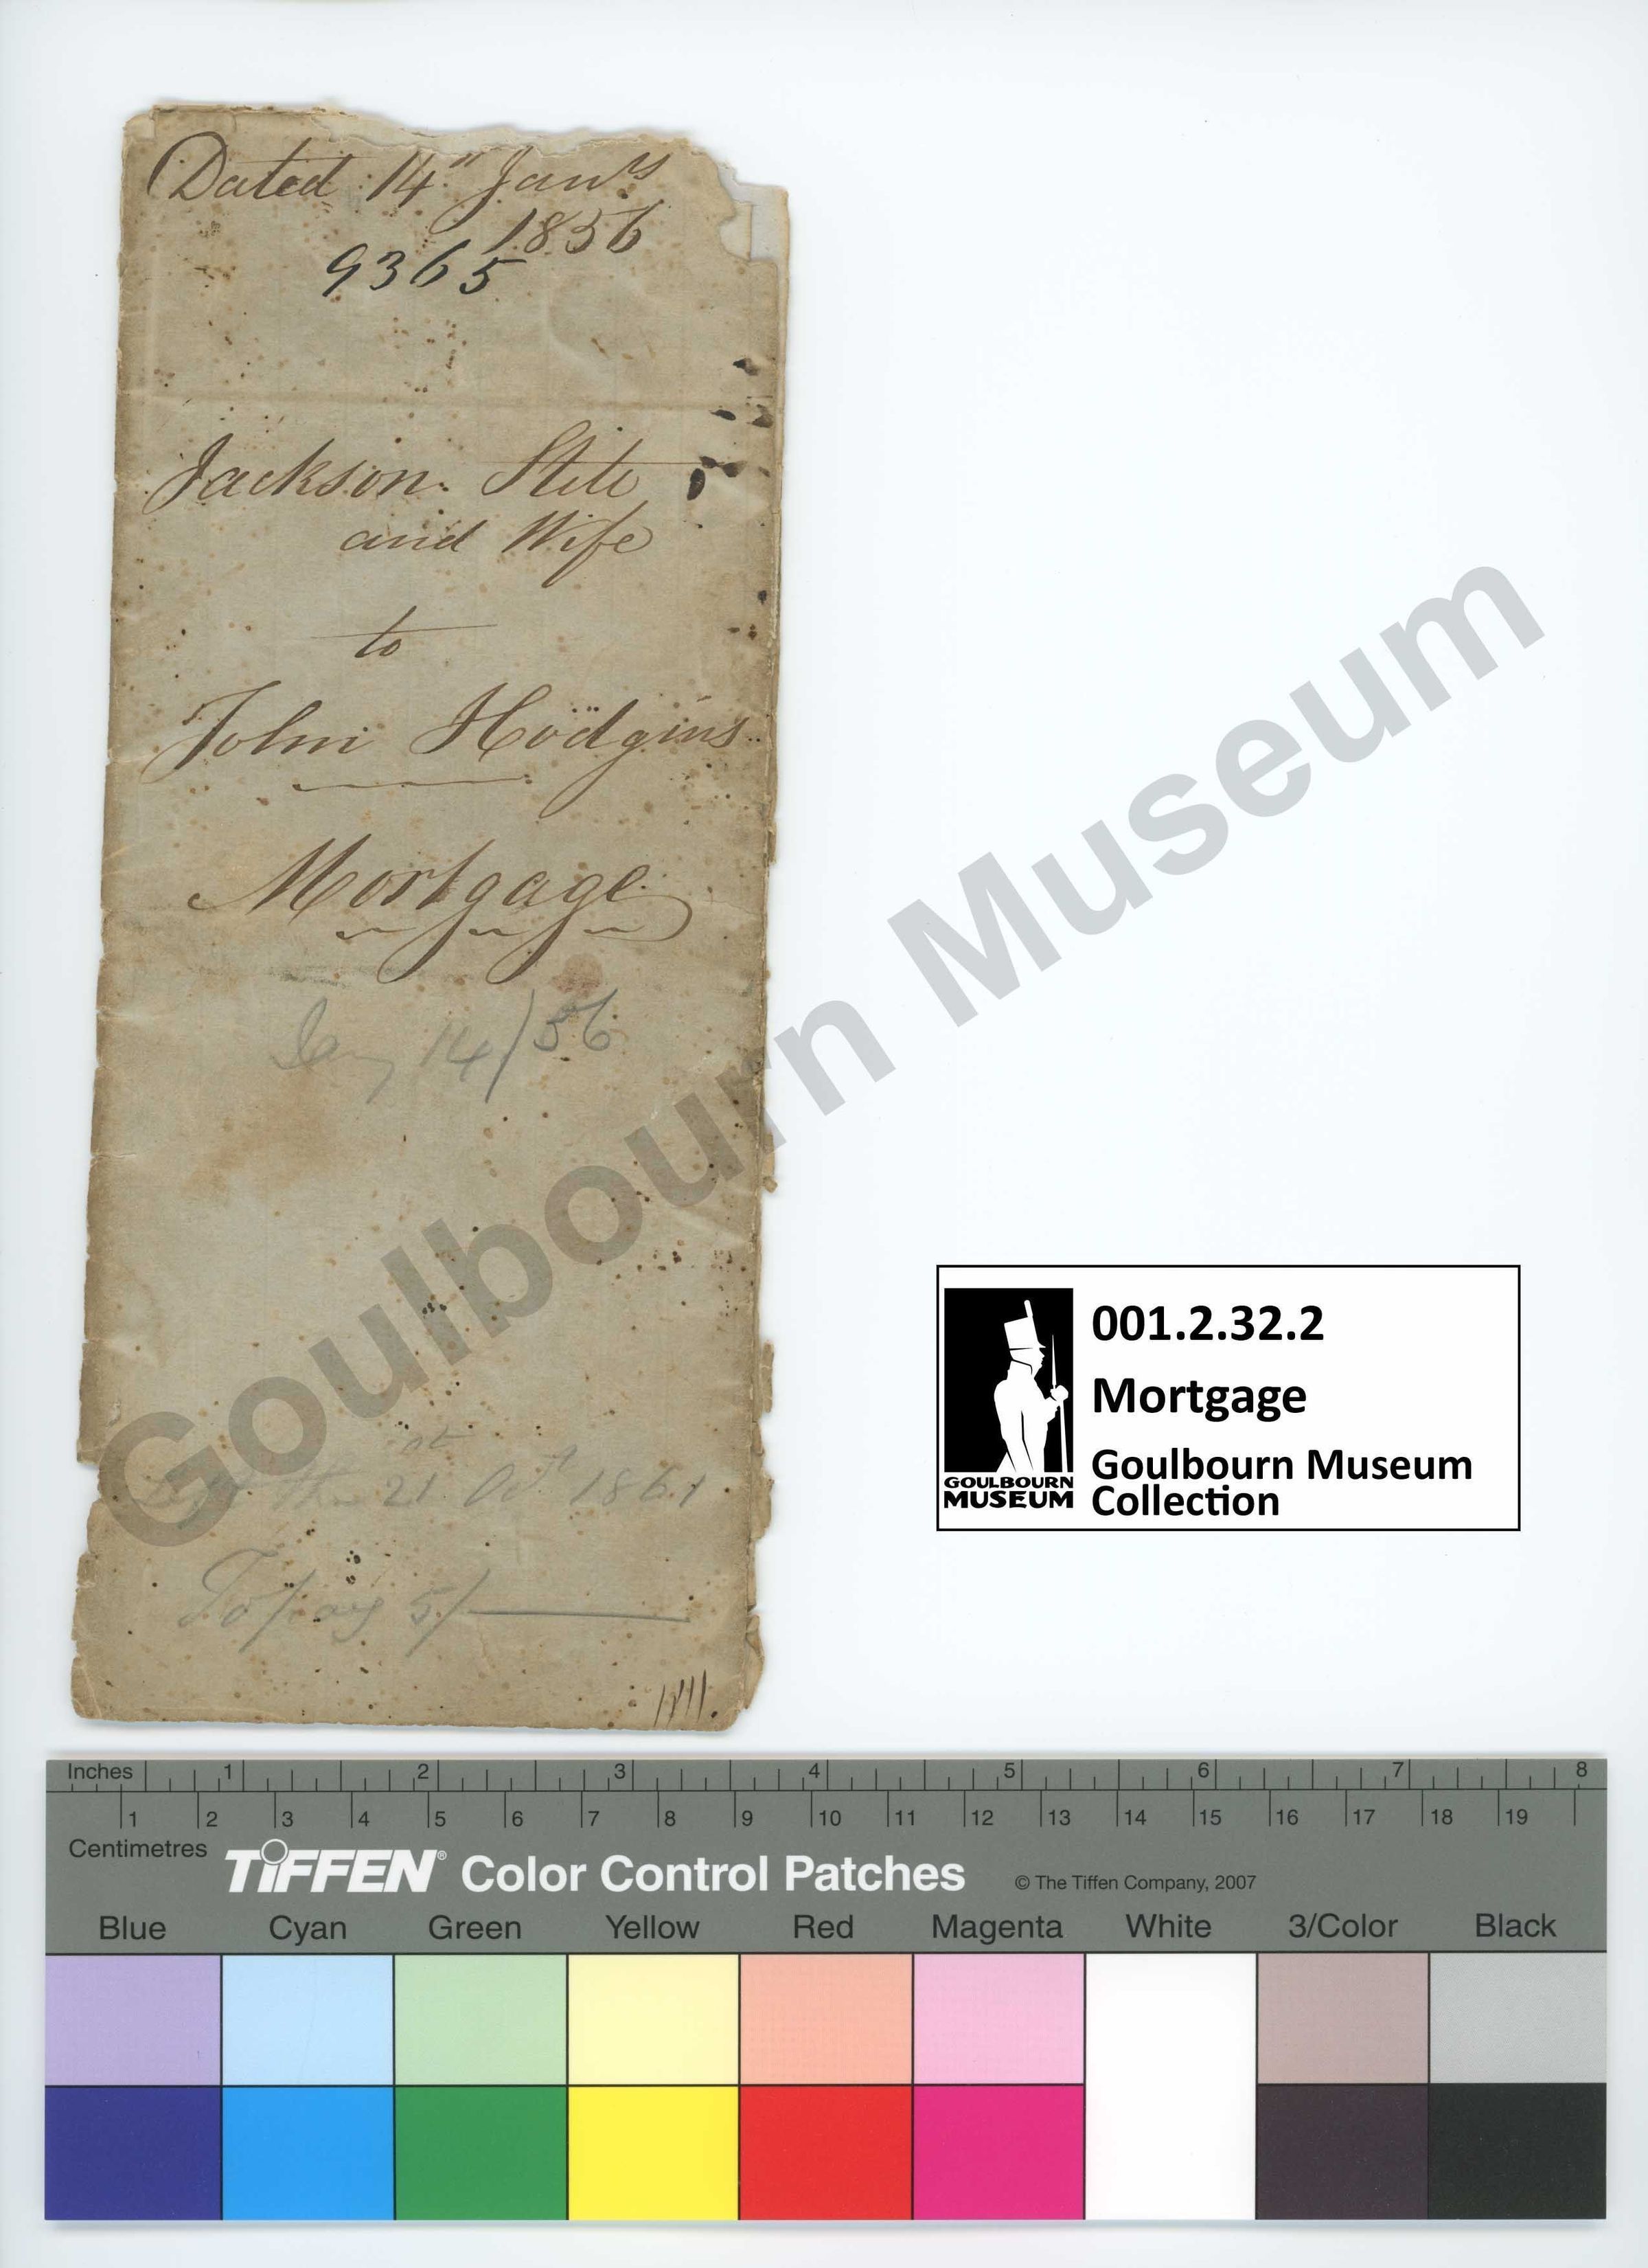 Dated 14" Jany
1856
9365
Jackson Stitt
and Wife
to
John Hodgins
Mortgage
Jany 14/56
21st Oct 1861
To pay 5/
Goulbourn Museum
001.2.32.2
Mortgage
GOULBOURN
MUSEUM
Goulbourn Museum
Collection
Inches 1 2 3 4 5 6 7 8
1 2 3 4 5 6 7 8 9 10 11 12 13 14 15 16 17 18 19
Centimetres
TIFFEN® Color Control Patches © The Tiffen Company, 2007
Blue Cyan Green Yellow Red Magenta White 3/Color Black